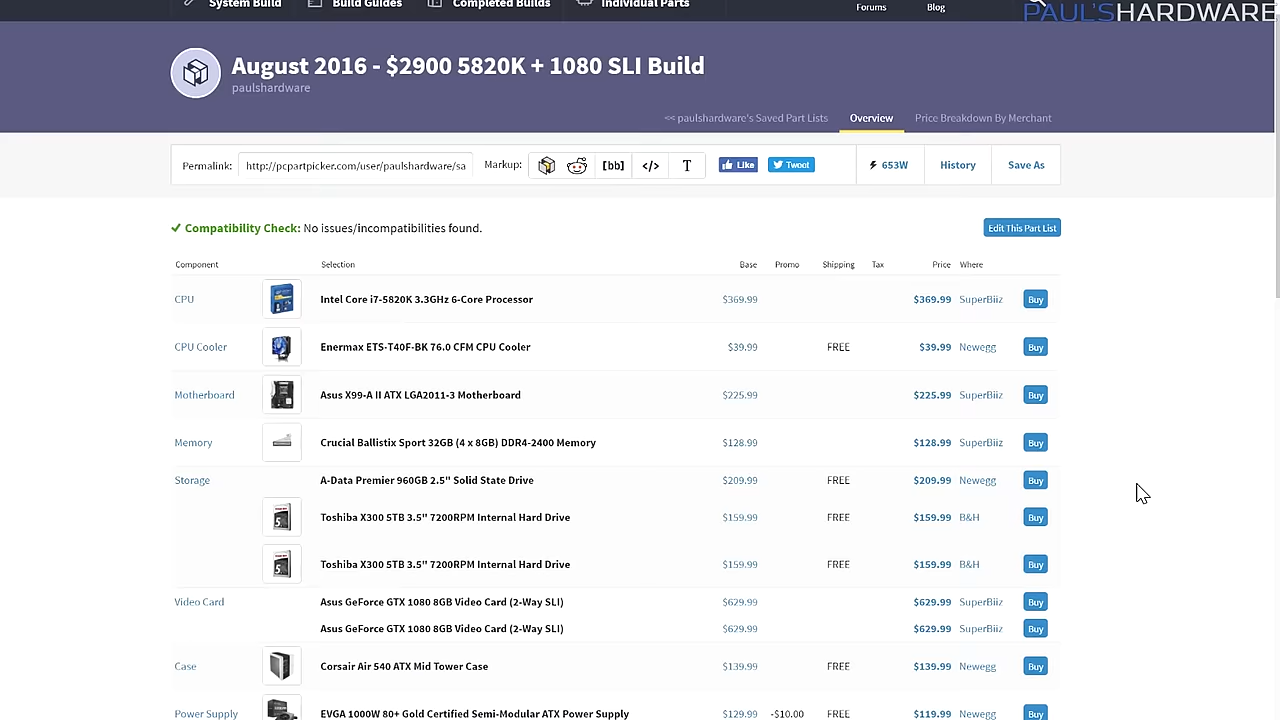 System Build
Build Guides
Completed Builds
Individual Parts
Forums
Blog
PAUL'SHARDWARE
August 2016 - $2900 5820K + 1080 SLI Build
paulshardware
<< paulshardware's Saved Part Lists
Overview
Price Breakdown By Merchant
Permalink: http://pcpartpicker.com/user/paulshardware/sa
Markup: [bb] </> T
Like
Tweet
653W
History
Save As
Compatibility Check: No issues/incompatibilities found.
Edit This Part List
Component Selection Base Promo Shipping Tax Price Where
CPU Intel Core i7-5820K 3.3GHz 6-Core Processor $369.99 $369.99 SuperBiiz Buy
CPU Cooler Enermax ETS-T40F-BK 76.0 CFM CPU Cooler $39.99 FREE $39.99 Newegg Buy
Motherboard Asus X99-A II ATX LGA2011-3 Motherboard $225.99 $225.99 SuperBiiz Buy
Memory Crucial Ballistix Sport 32GB (4 x 8GB) DDR4-2400 Memory $128.99 $128.99 SuperBiiz Buy
Storage A-Data Premier 960GB 2.5" Solid State Drive $209.99 FREE $209.99 Newegg Buy
Toshiba X300 5TB 3.5" 7200RPM Internal Hard Drive $159.99 FREE $159.99 B&H Buy
Toshiba X300 5TB 3.5" 7200RPM Internal Hard Drive $159.99 FREE $159.99 B&H Buy
Video Card Asus GeForce GTX 1080 8GB Video Card (2-Way SLI) $629.99 $629.99 SuperBiiz Buy
Asus GeForce GTX 1080 8GB Video Card (2-Way SLI) $629.99 $629.99 SuperBiiz Buy
Case Corsair Air 540 ATX Mid Tower Case $139.99 FREE $139.99 Newegg Buy
Power Supply EVGA 1000W 80+ Gold Certified Semi-Modular ATX Power Supply $129.99 -$10.00 FREE $119.99 Newegg Buy